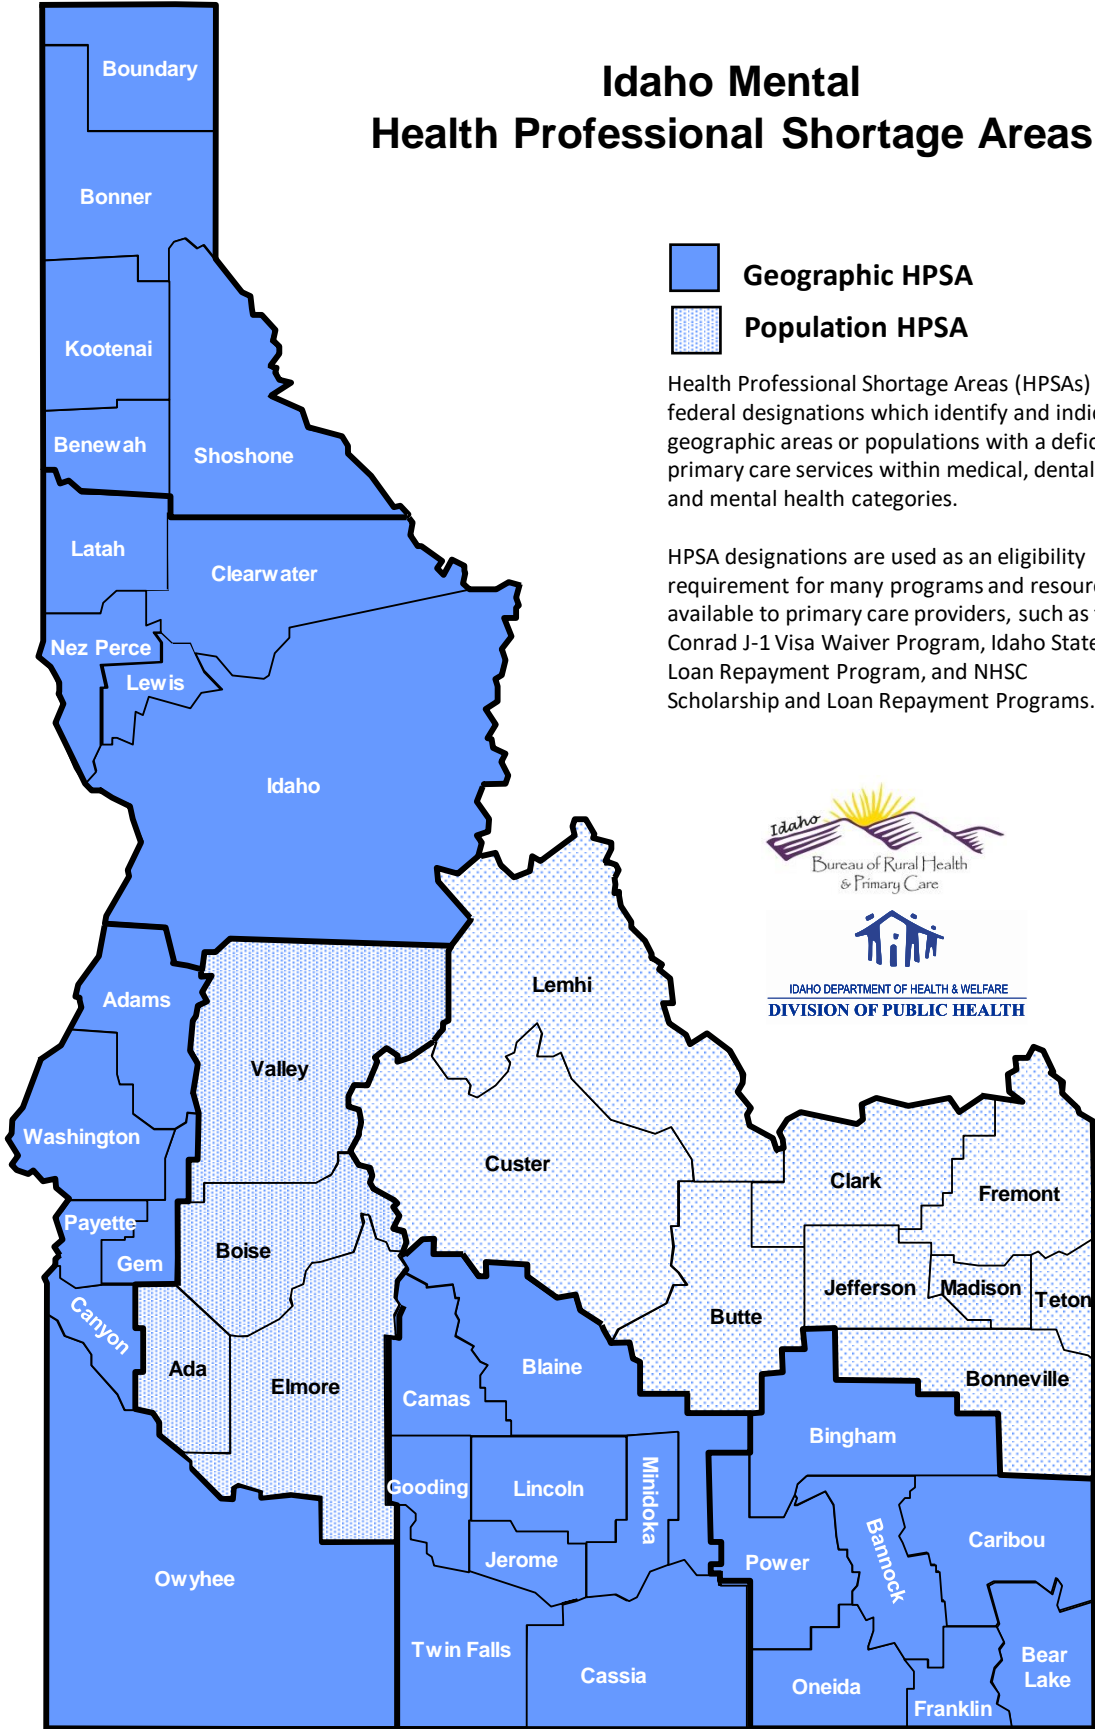 Idaho Mental
Health Professional Shortage Areas
Geographic HPSA
Population HPSA
Health Professional Shortage Areas (HPSAs)
federal designations which identify and
geographic areas or populations with a
primary care services within medical, dental
and mental health categories.
HPSA designations are used as an eligibility
requirement for many programs and
available to primary care providers, such as
Conrad J-1 Visa Waiver Program, Idaho State
Loan Repayment Program, and NHSC
Scholarship and Loan Repayment Programs.
Idaho
Bureau of Rural Health
& Primary Care
IDAHO DEPARTMENT OF HEALTH & WELFARE
DIVISION OF PUBLIC HEALTH
Boundary
Bonner
Kootenai
Benewah
Shoshone
Latah
Clearwater
Nez Perce
Lewis
Idaho
Lemhi
Adams
Valley
Washington
Custer
Clark
Fremont
Payette
Gem
Boise
Jefferson
Madison
Teton
Canyon
Butte
Ada
Elmore
Blaine
Camas
Bonneville
Bingham
Gooding
Lincoln
Minidoka
Jerome
Power
Bannock
Caribou
Owyhee
Twin Falls
Cassia
Oneida
Franklin
Bear
Lake